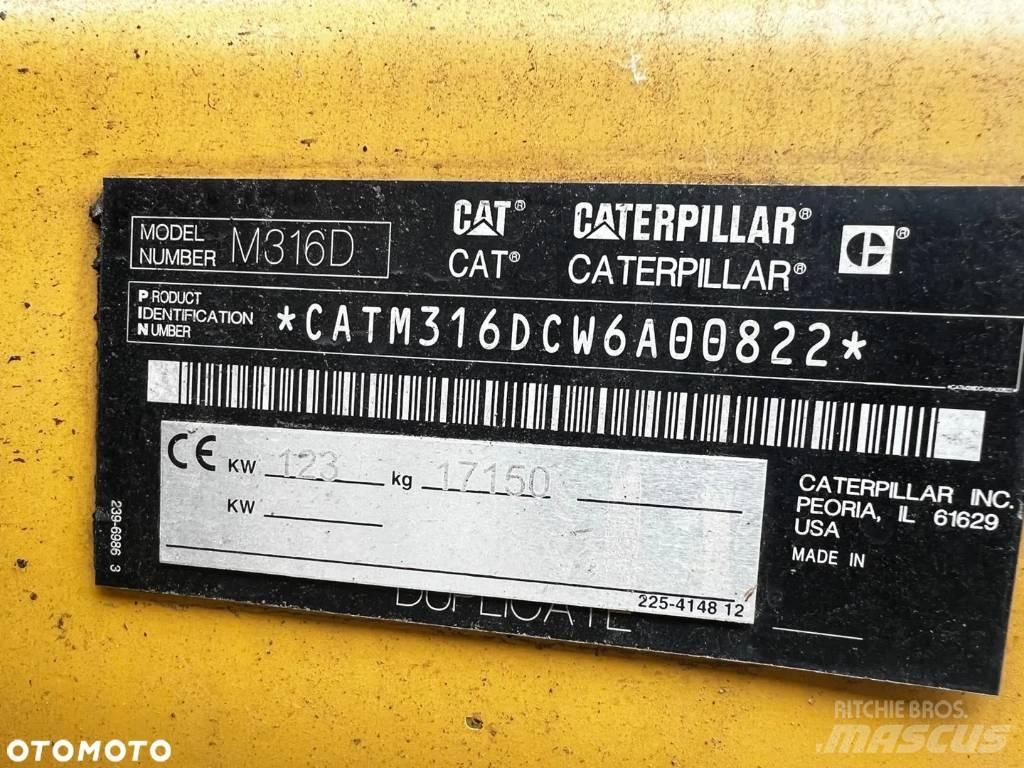 MODEL NUMBER M316D
CAT® CATERPILLAR® C E®
CAT® CATERPILLAR®
PRODUCT IDENTIFICATION NUMBER *CATM316DCW6A00822*
CE KW 123 kg 17150
KW
225-4148 12
DUPLICATE
239-6986 3
CATERPILLAR INC.
PEORIA, IL 61629
USA
MADE IN
OTOMOTO
RITCHIE BROS.
MASCUS